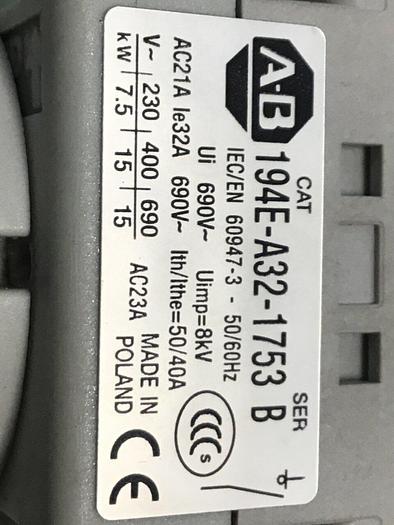 A-B
CAT SER
194E-A32-1753 B
IEC/EN 60947-3 - 50/60Hz
Ui 690V~ Uimp=8kV
AC21A Ie32A 690V~ Ith/Ithe=50/40A
V~ 230 400 690 AC23A
kW 7.5 15 15
MADE IN
POLAND
CCC S
CE